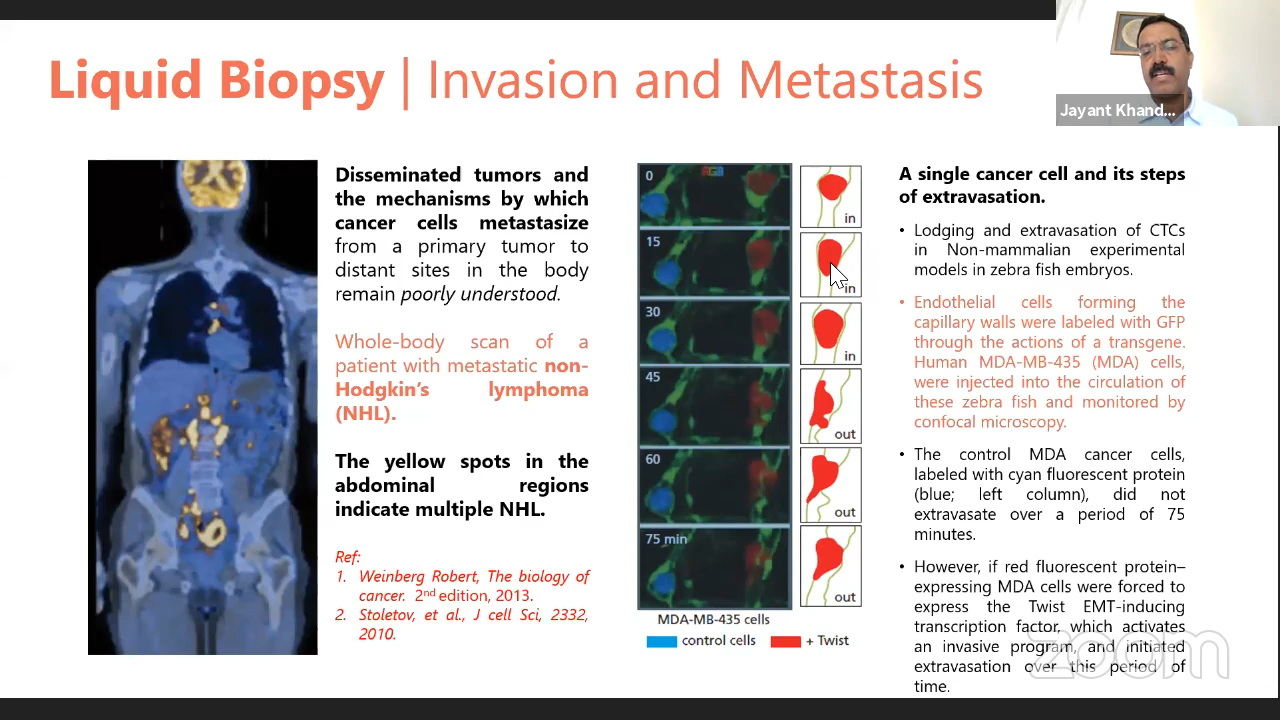 Liquid Biopsy | Invasion and Metastasis
Jayant Khand...
Disseminated tumors and
the mechanisms by which
cancer cells metastasize
from a primary tumor to
distant sites in the body
remain poorly understood.
Whole-body scan of a
patient with metastatic non-
Hodgkin's lymphoma
(NHL).
The yellow spots in the
abdominal regions
indicate multiple NHL.
Ref:
1. Weinberg Robert, The biology of
cancer. 2nd edition, 2013.
2. Stoletov, et al., J cell Sci, 2332,
2010.
0
in
15
in
30
in
45
out
60
out
75 min
out
MDA-MB-435 cells
control cells + Twist
A single cancer cell and its steps
of extravasation.
• Lodging and extravasation of CTCs
in Non-mammalian experimental
models in zebra fish embryos.
• Endothelial cells forming the
capillary walls were labeled with GFP
through the actions of a transgene.
Human MDA-MB-435 (MDA) cells,
were injected into the circulation of
these zebra fish and monitored by
confocal microscopy.
• The control MDA cancer cells,
labeled with cyan fluorescent protein
(blue; left column), did not
extravasate over a period of 75
minutes.
• However, if red fluorescent protein–
expressing MDA cells were forced to
express the Twist EMT-inducing
transcription factor, which activates
an invasive program, and initiated
extravasation over this period of
time.
zoom